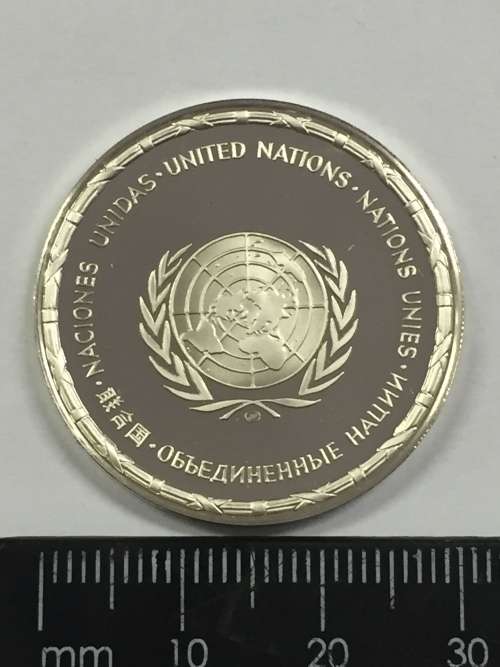 · UNITED NATIONS · NATIONS UNIES · ОБЪЕДИНЕННЫЕ НАЦИИ · 联合国 · NACIONES UNIDAS
mm 10 20 30